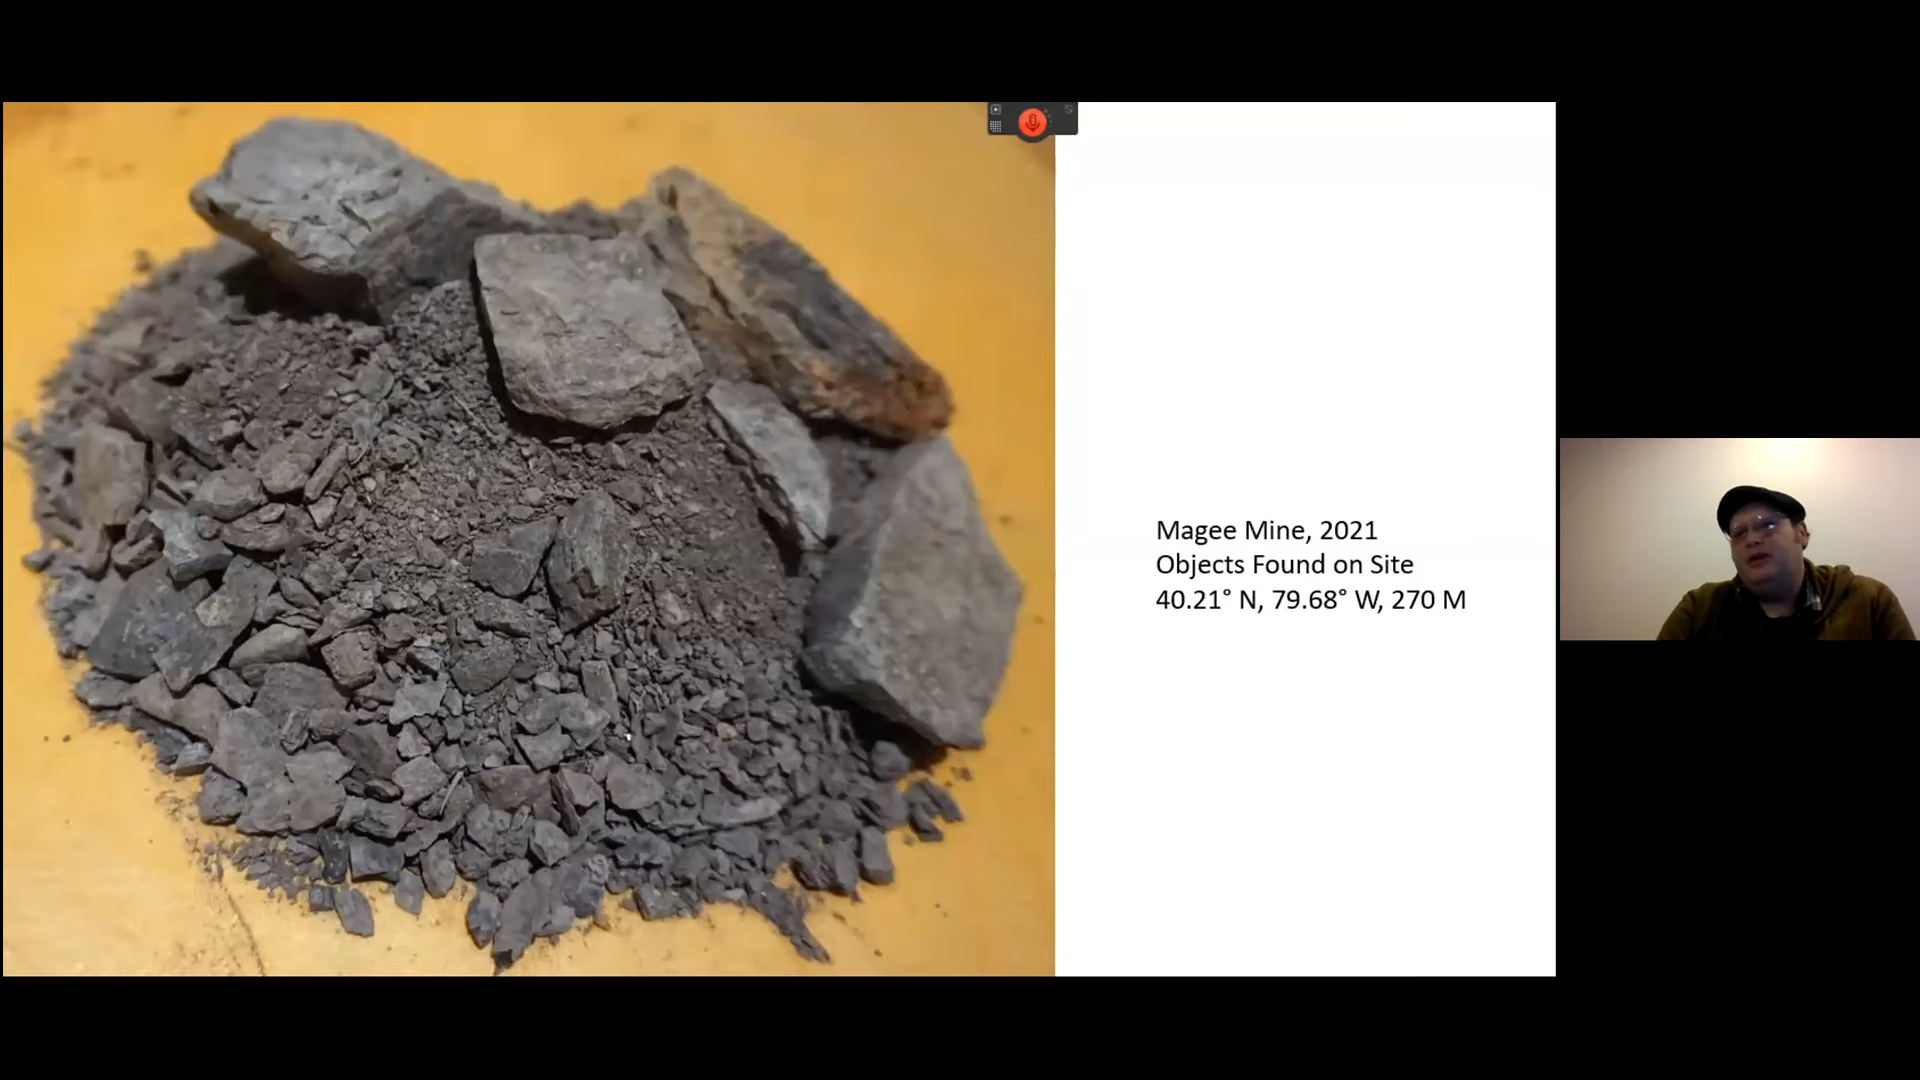 Magee Mine, 2021
Objects Found on Site
40.21° N, 79.68° W, 270 M